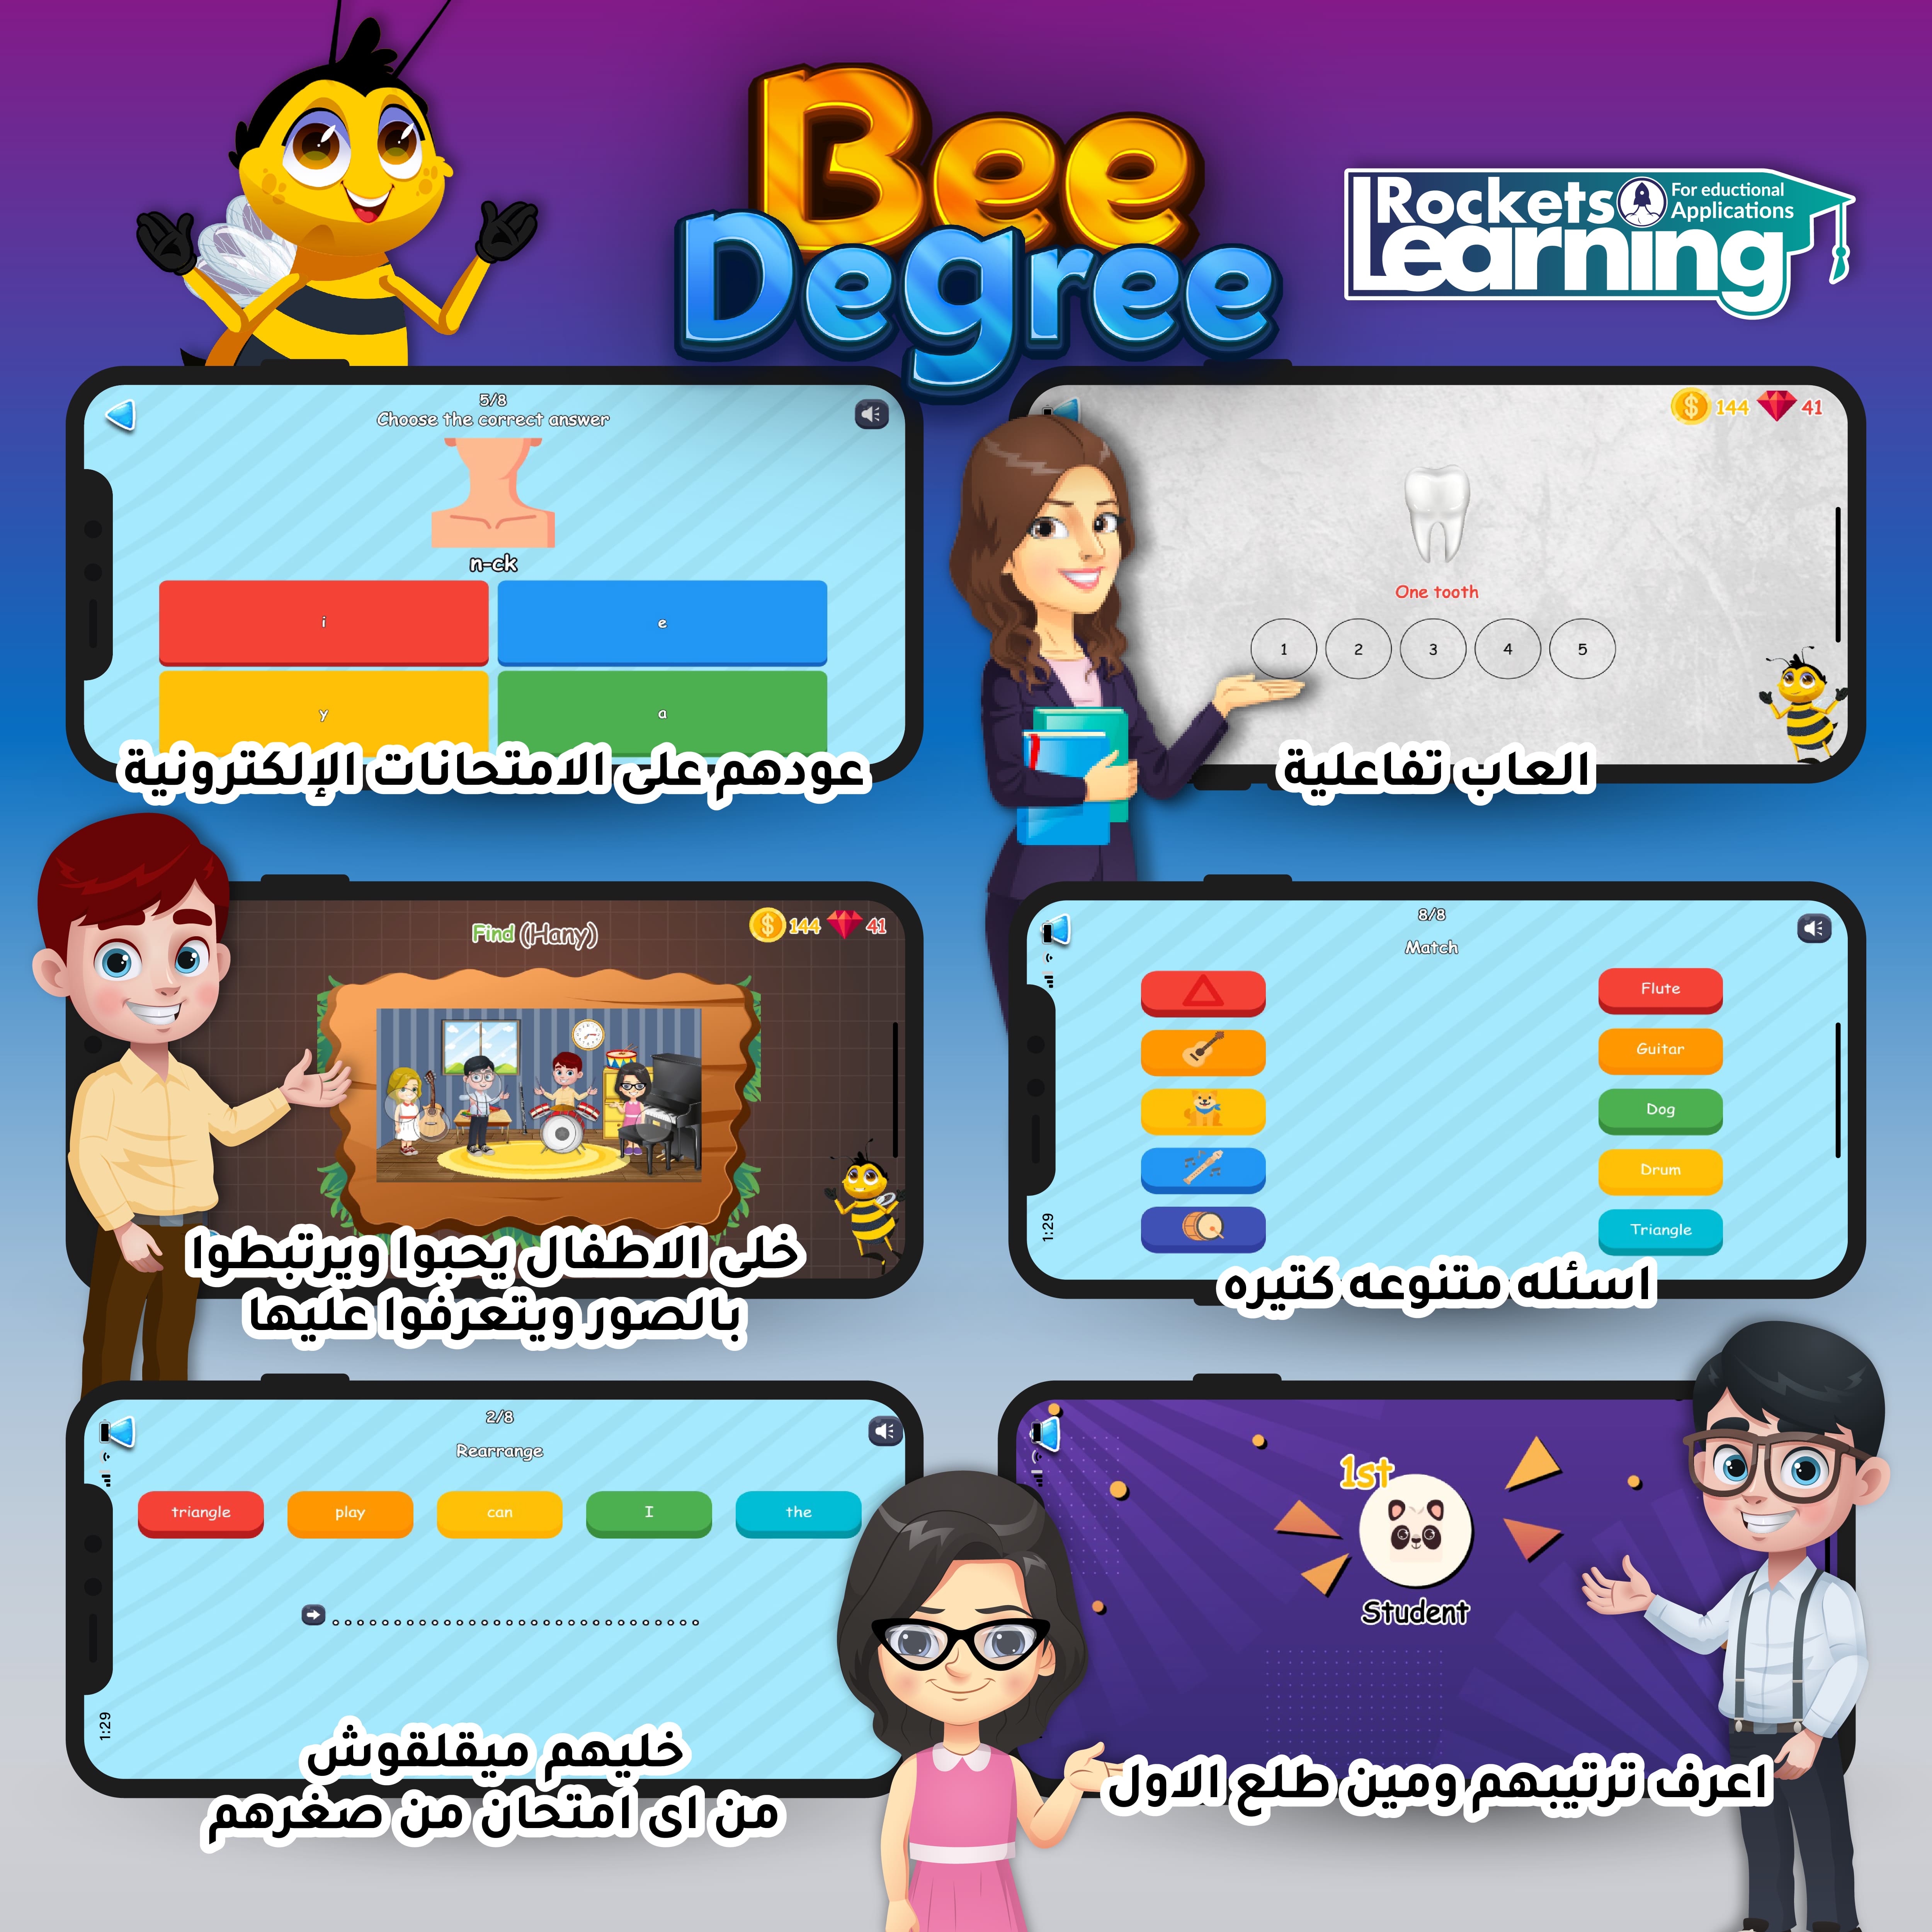 Bee
Degree
Rockets
For eductional
Applications
Learning
5/8
Choose the correct answer
n-ck
i
e
y
a
عودهم على الامتحانات الإلكترونية
144
41
One tooth
1
2
3
4
5
العاب تفاعلية
Find (Hany)
144
41
خلى الاطفال يحبوا ويرتبطوا
بالصور ويتعرفوا عليها
8/8
Match
Flute
Guitar
Dog
Drum
Triangle
1:29
اسئله متنوعه كتيره
2/8
Rearrange
triangle
play
can
I
the
1:29
خليهم ميقلقوش
من اى امتحان من صغرهم
1st
Student
اعرف ترتيبهم ومين طلع الاول